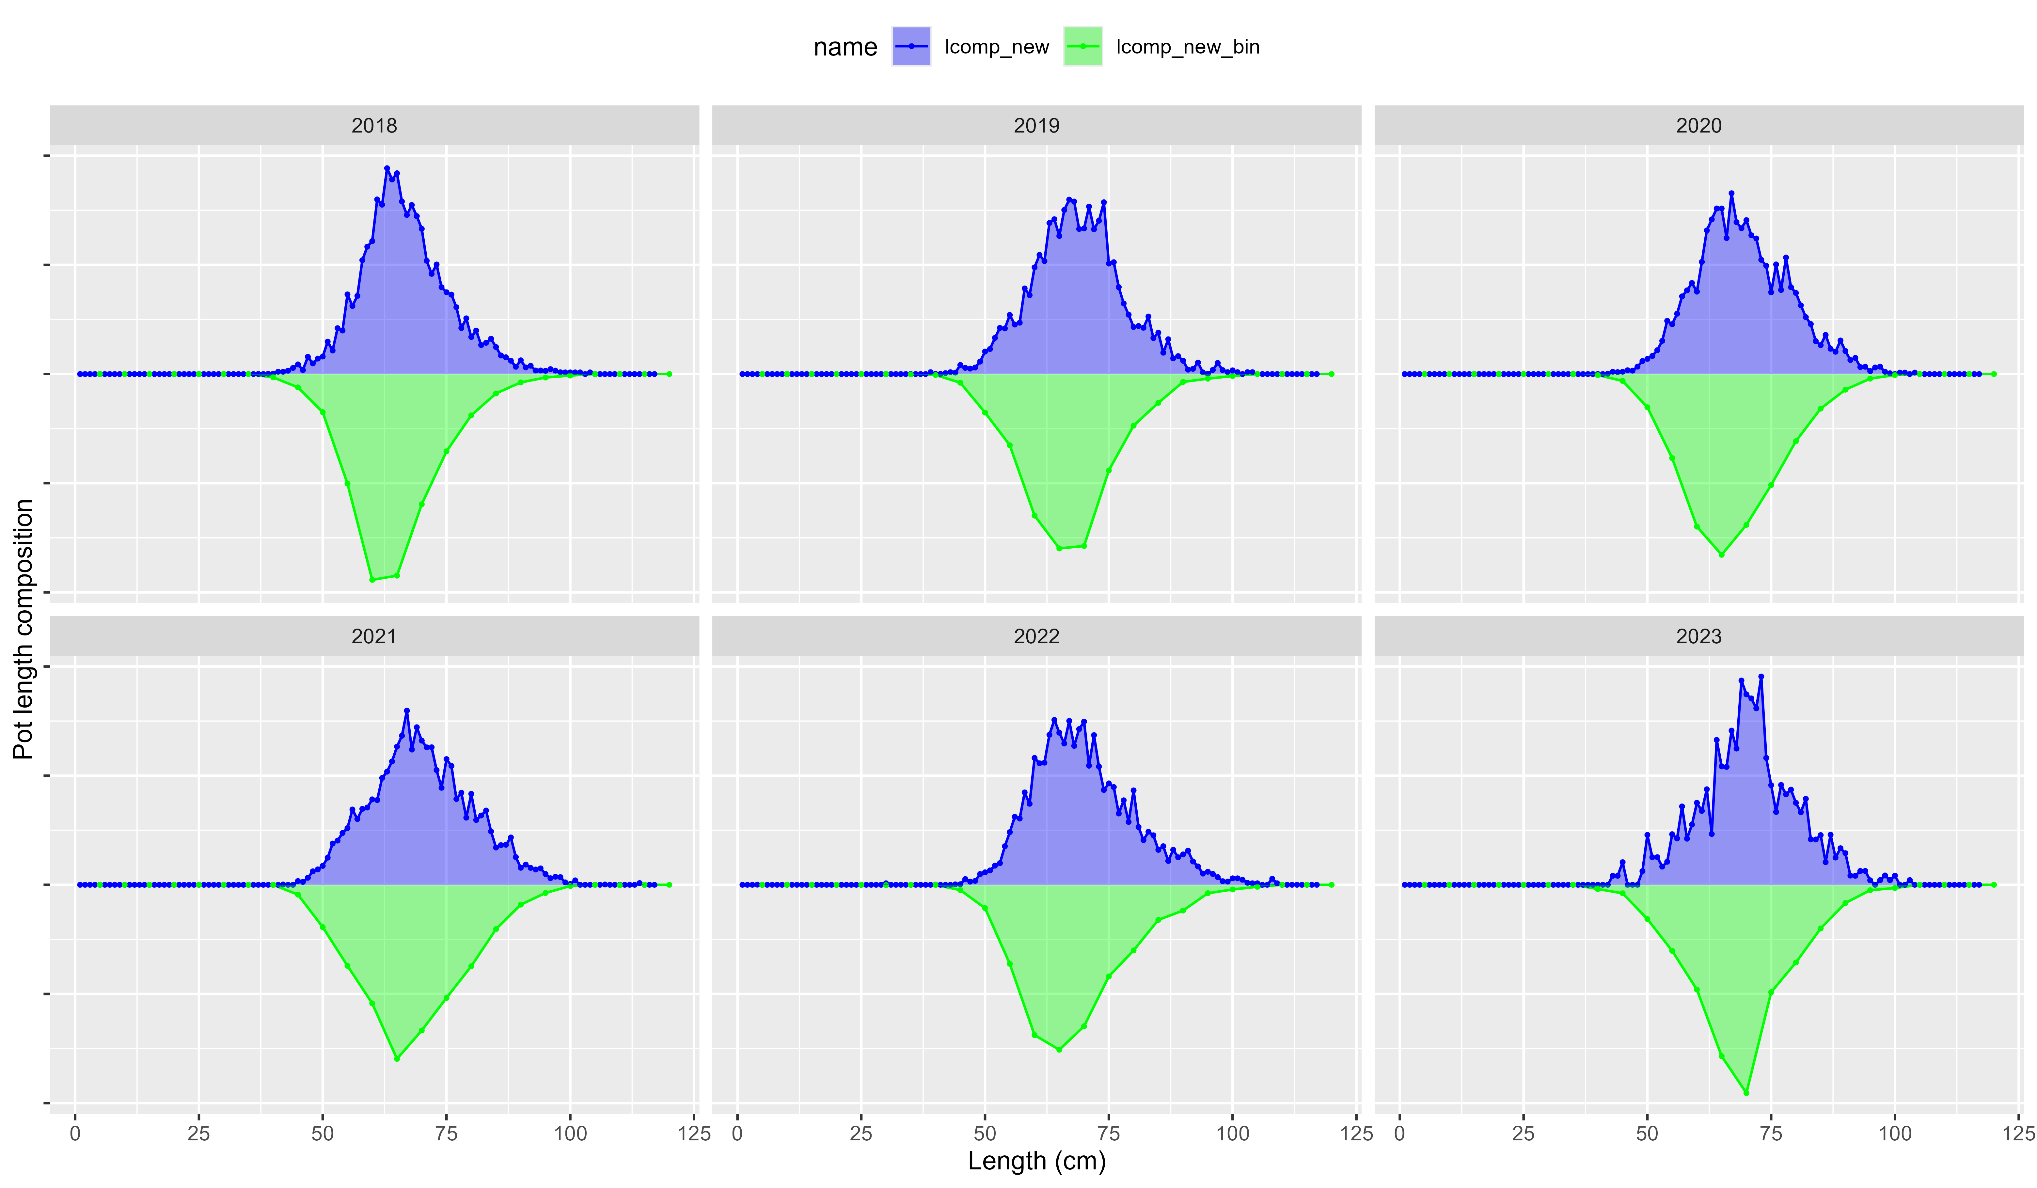 name lcomp_new lcomp_new_bin
2018 2019 2020
Pot length composition
2021 2022 2023
0 25 50 75 100 125 0 25 50 75 100 125 0 25 50 75 100 125
Length (cm)